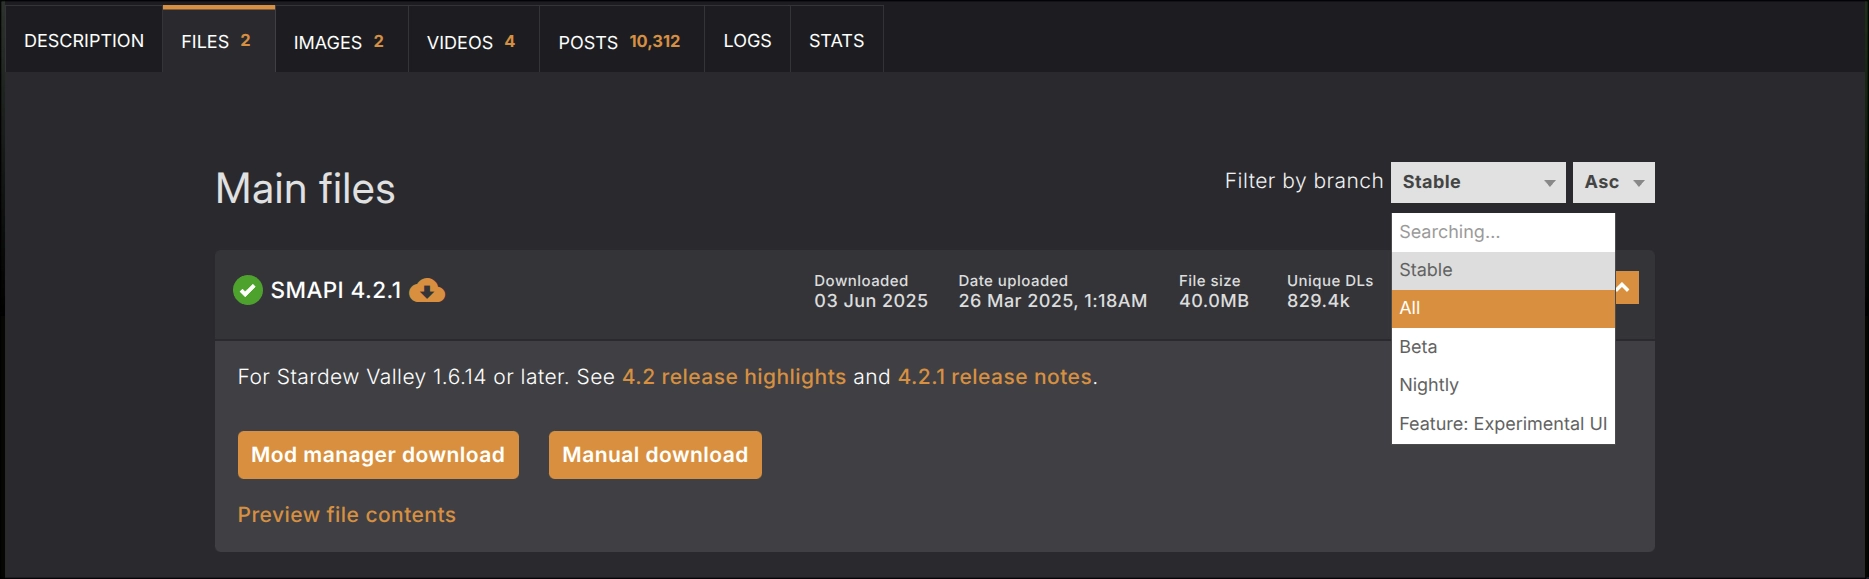 DESCRIPTION FILES 2 IMAGES 2 VIDEOS 4 POSTS 10,312 LOGS STATS
Main files
Filter by branch Stable Asc
Searching...
Stable
All
Beta
Nightly
Feature: Experimental UI
SMAPI 4.2.1
Downloaded
03 Jun 2025
Date uploaded
26 Mar 2025, 1:18AM
File size
40.0MB
Unique DLs
829.4k
For Stardew Valley 1.6.14 or later. See 4.2 release highlights and 4.2.1 release notes.
Mod manager download
Manual download
Preview file contents